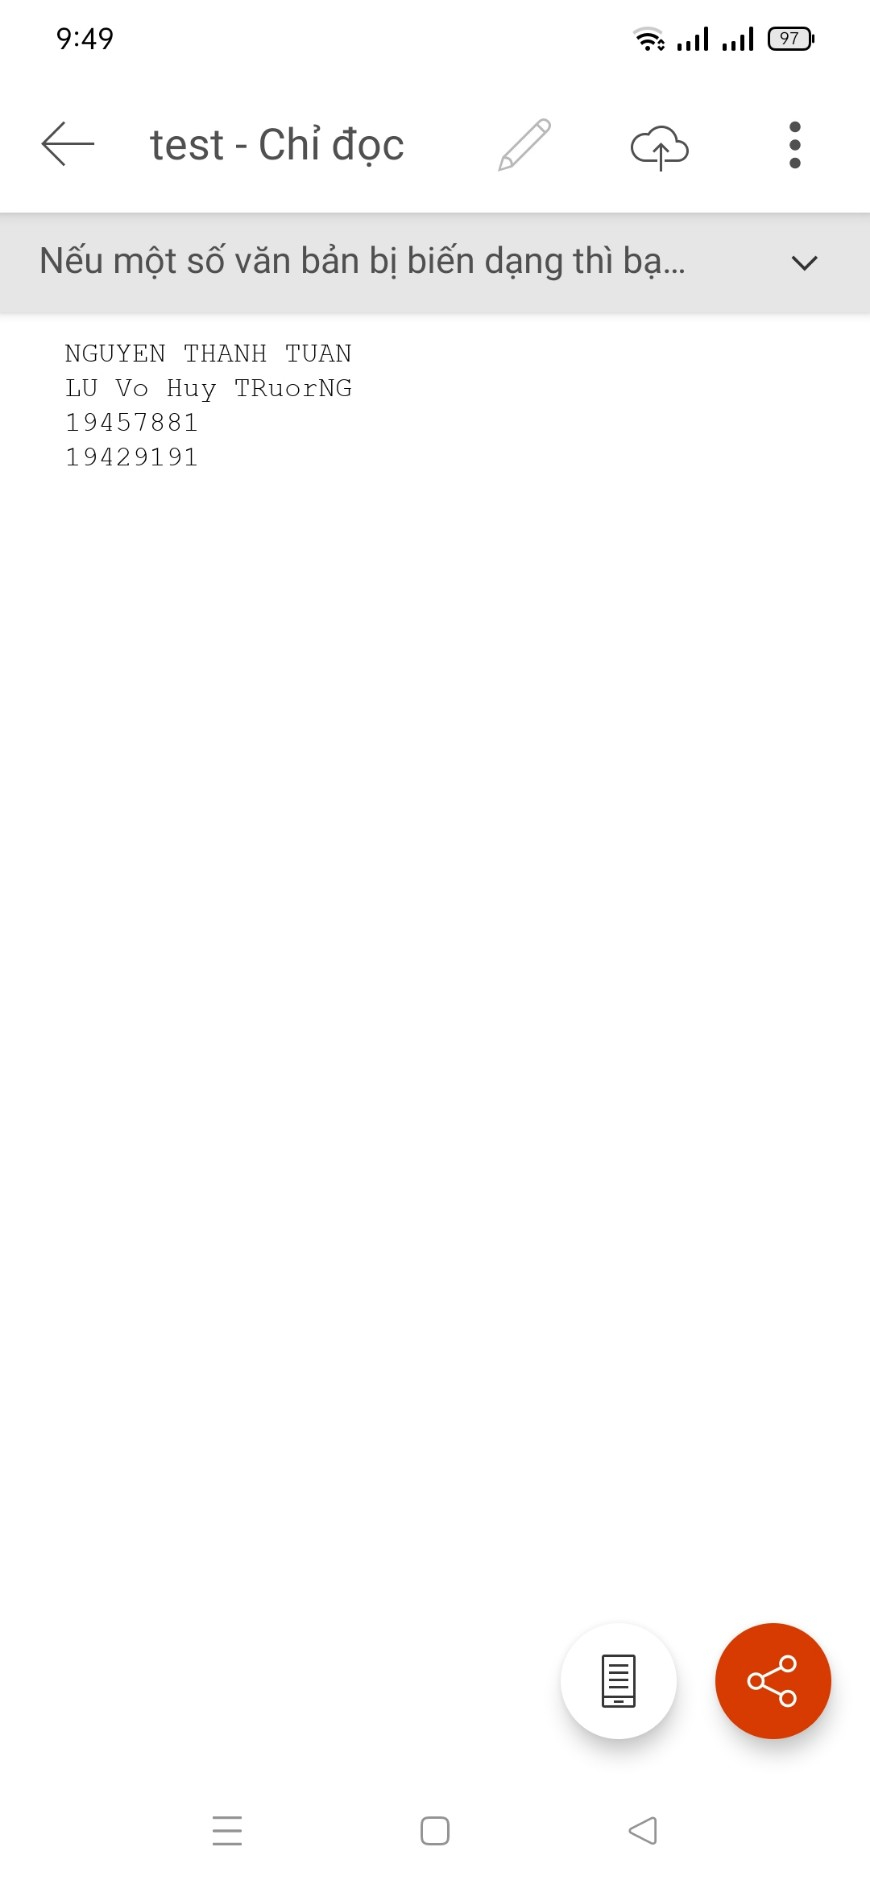 9:49
97
test - Chỉ đọc
Nếu một số văn bản bị biến dạng thì bạ...
NGUYEN THANH TUAN
LU Vo Huy TRuorNG
19457881
19429191